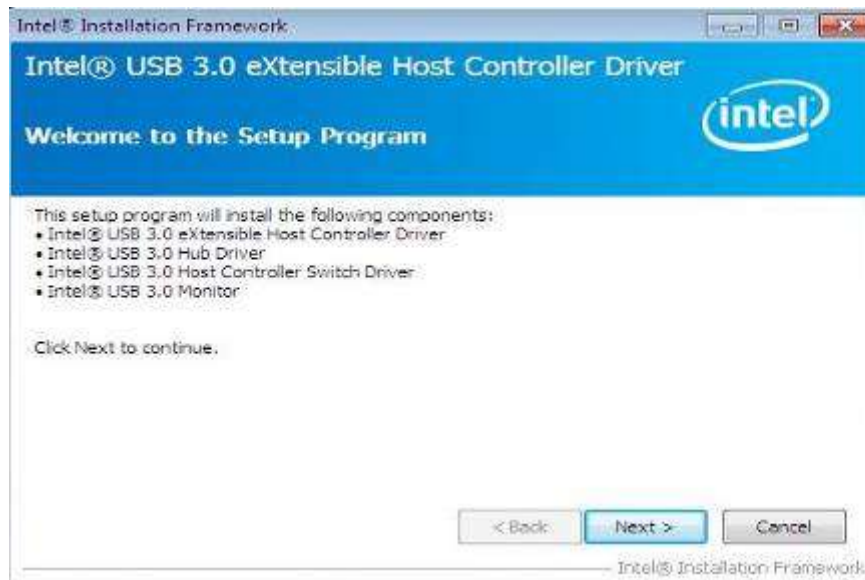 Intel® Installation Framework
Intel® USB 3.0 eXtensible Host Controller Driver
intel
Welcome to the Setup Program
This setup program will install the following components:
• Intel® USB 3.0 eXtensible Host Controller Driver
• Intel® USB 3.0 Hub Driver
• Intel® USB 3.0 Host Controller Switch Driver
• Intel® USB 3.0 Monitor
Click Next to continue.
< Back Next > Cancel
Intel® Installation Framework